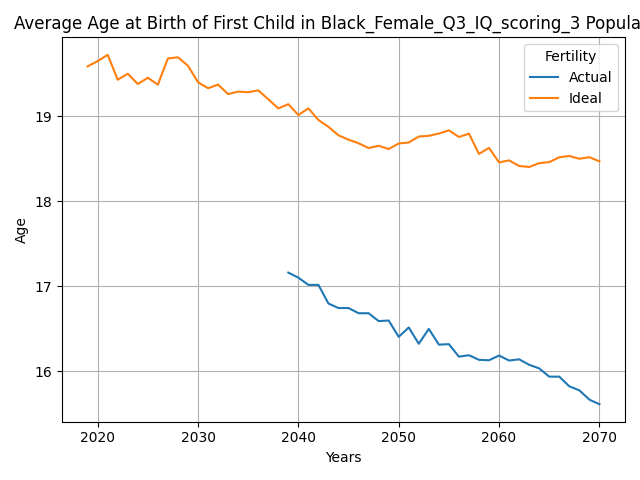 Average Age at Birth of First Child in Black_Female_Q3_IQ_scoring_3 Popula
Fertility
Actual
Ideal
19
18
17
16
Age
2020 2030 2040 2050 2060 2070
Years